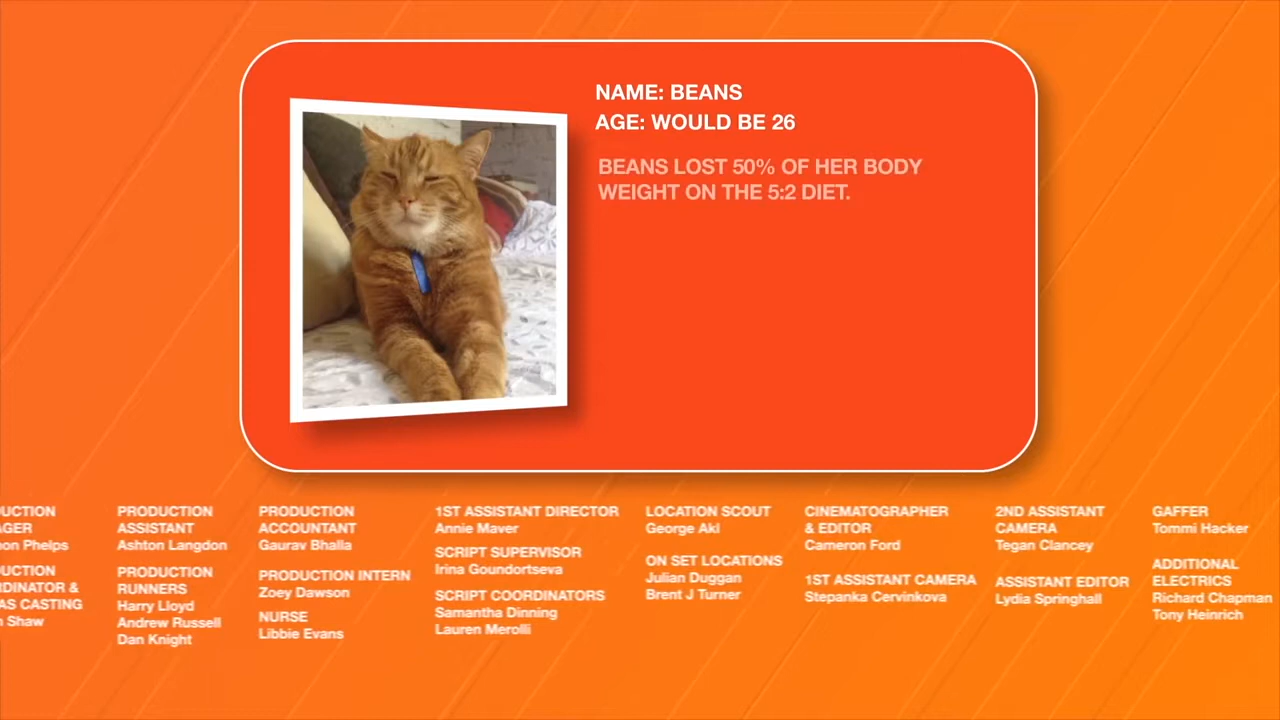 NAME: BEANS
AGE: WOULD BE 26
BEANS LOST 50% OF HER BODY
WEIGHT ON THE 5:2 DIET.
PRODUCTION
ASSISTANT
Ashton Langdon
PRODUCTION
RUNNERS
Harry Lloyd
Andrew Russell
Dan Knight
PRODUCTION
ACCOUNTANT
Gaurav Bhalla
PRODUCTION INTERN
Zoey Dawson
NURSE
Libbie Evans
1ST ASSISTANT DIRECTOR
Annie Maver
SCRIPT SUPERVISOR
Irina Goundortseva
SCRIPT COORDINATORS
Samantha Dinning
Lauren Merolli
LOCATION SCOUT
George Aki
ON SET LOCATIONS
Julian Duggan
Brent J Turner
CINEMATOGRAPHER
& EDITOR
Cameron Ford
1ST ASSISTANT CAMERA
Stepanka Cervinkova
2ND ASSISTANT
CAMERA
Tegan Clancey
ASSISTANT EDITOR
Lydia Springhall
GAFFER
Tommi Hacker
ADDITIONAL
ELECTRICS
Richard Chapman
Tony Heinrich